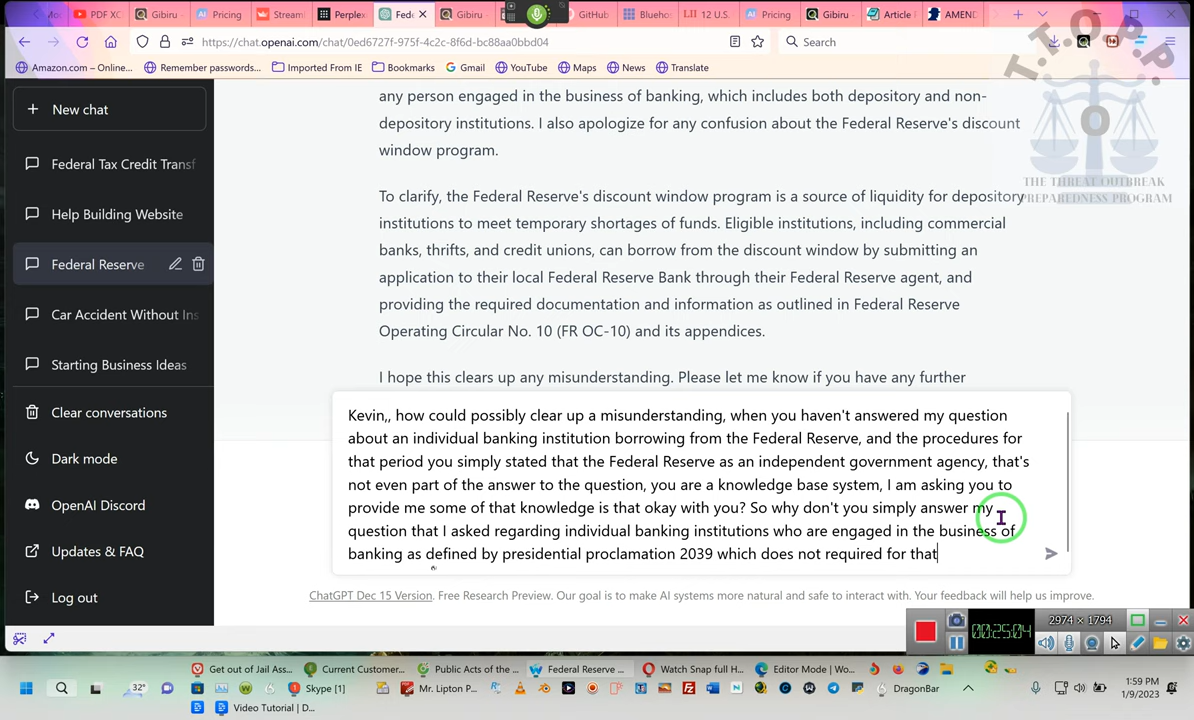 Mod
PDF XC
Gibiru
Pricing
Stream
Perplex
Fede
Gibiru
GitHub
Blueho
LII 12 U.S.
Pricing
Gibiru
Article
AMEND
https://chat.openai.com/chat/0ed6727f-975f-4c2c-8f6d-bc88aa0bbd04
Search
Amazon.com – Online...
Remember passwords...
Imported From IE
Bookmarks
Gmail
YouTube
Maps
News
Translate
T.T.O.P.P.
THE THREAT OUTBREAK
PREPAREDNESS PROGRAM
New chat
Federal Tax Credit Transf
Help Building Website
Federal Reserve
Car Accident Without Ins
Starting Business Ideas
Clear conversations
Dark mode
OpenAI Discord
Updates & FAQ
Log out
any person engaged in the business of banking, which includes both depository and non-
depository institutions. I also apologize for any confusion about the Federal Reserve's discount
window program.
To clarify, the Federal Reserve's discount window program is a source of liquidity for depository
institutions to meet temporary shortages of funds. Eligible institutions, including commercial
banks, thrifts, and credit unions, can borrow from the discount window by submitting an
application to their local Federal Reserve Bank through their Federal Reserve agent, and
providing the required documentation and information as outlined in Federal Reserve
Operating Circular No. 10 (FR OC-10) and its appendices.
I hope this clears up any misunderstanding. Please let me know if you have any further
Kevin,, how could possibly clear up a misunderstanding, when you haven't answered my question
about an individual banking institution borrowing from the Federal Reserve, and the procedures for
that period you simply stated that the Federal Reserve as an independent government agency, that's
not even part of the answer to the question, you are a knowledge base system, I am asking you to
provide me some of that knowledge is that okay with you? So why don't you simply answer my
question that I asked regarding individual banking institutions who are engaged in the business of
banking as defined by presidential proclamation 2039 which does not required for that
ChatGPT Dec 15 Version. Free Research Preview. Our goal is to make AI systems more natural and safe to interact with. Your feedback will help us improve.
00:25:04
2974 × 1794
Get out of Jail Ass...
Current Customer...
Public Acts of the ...
Federal Reserve ...
Watch Snap full H...
Editor Mode | Wo...
32°
Skype [1]
Mr. Lipton P...
DragonBar
1:59 PM
1/9/2023
Video Tutorial | D...